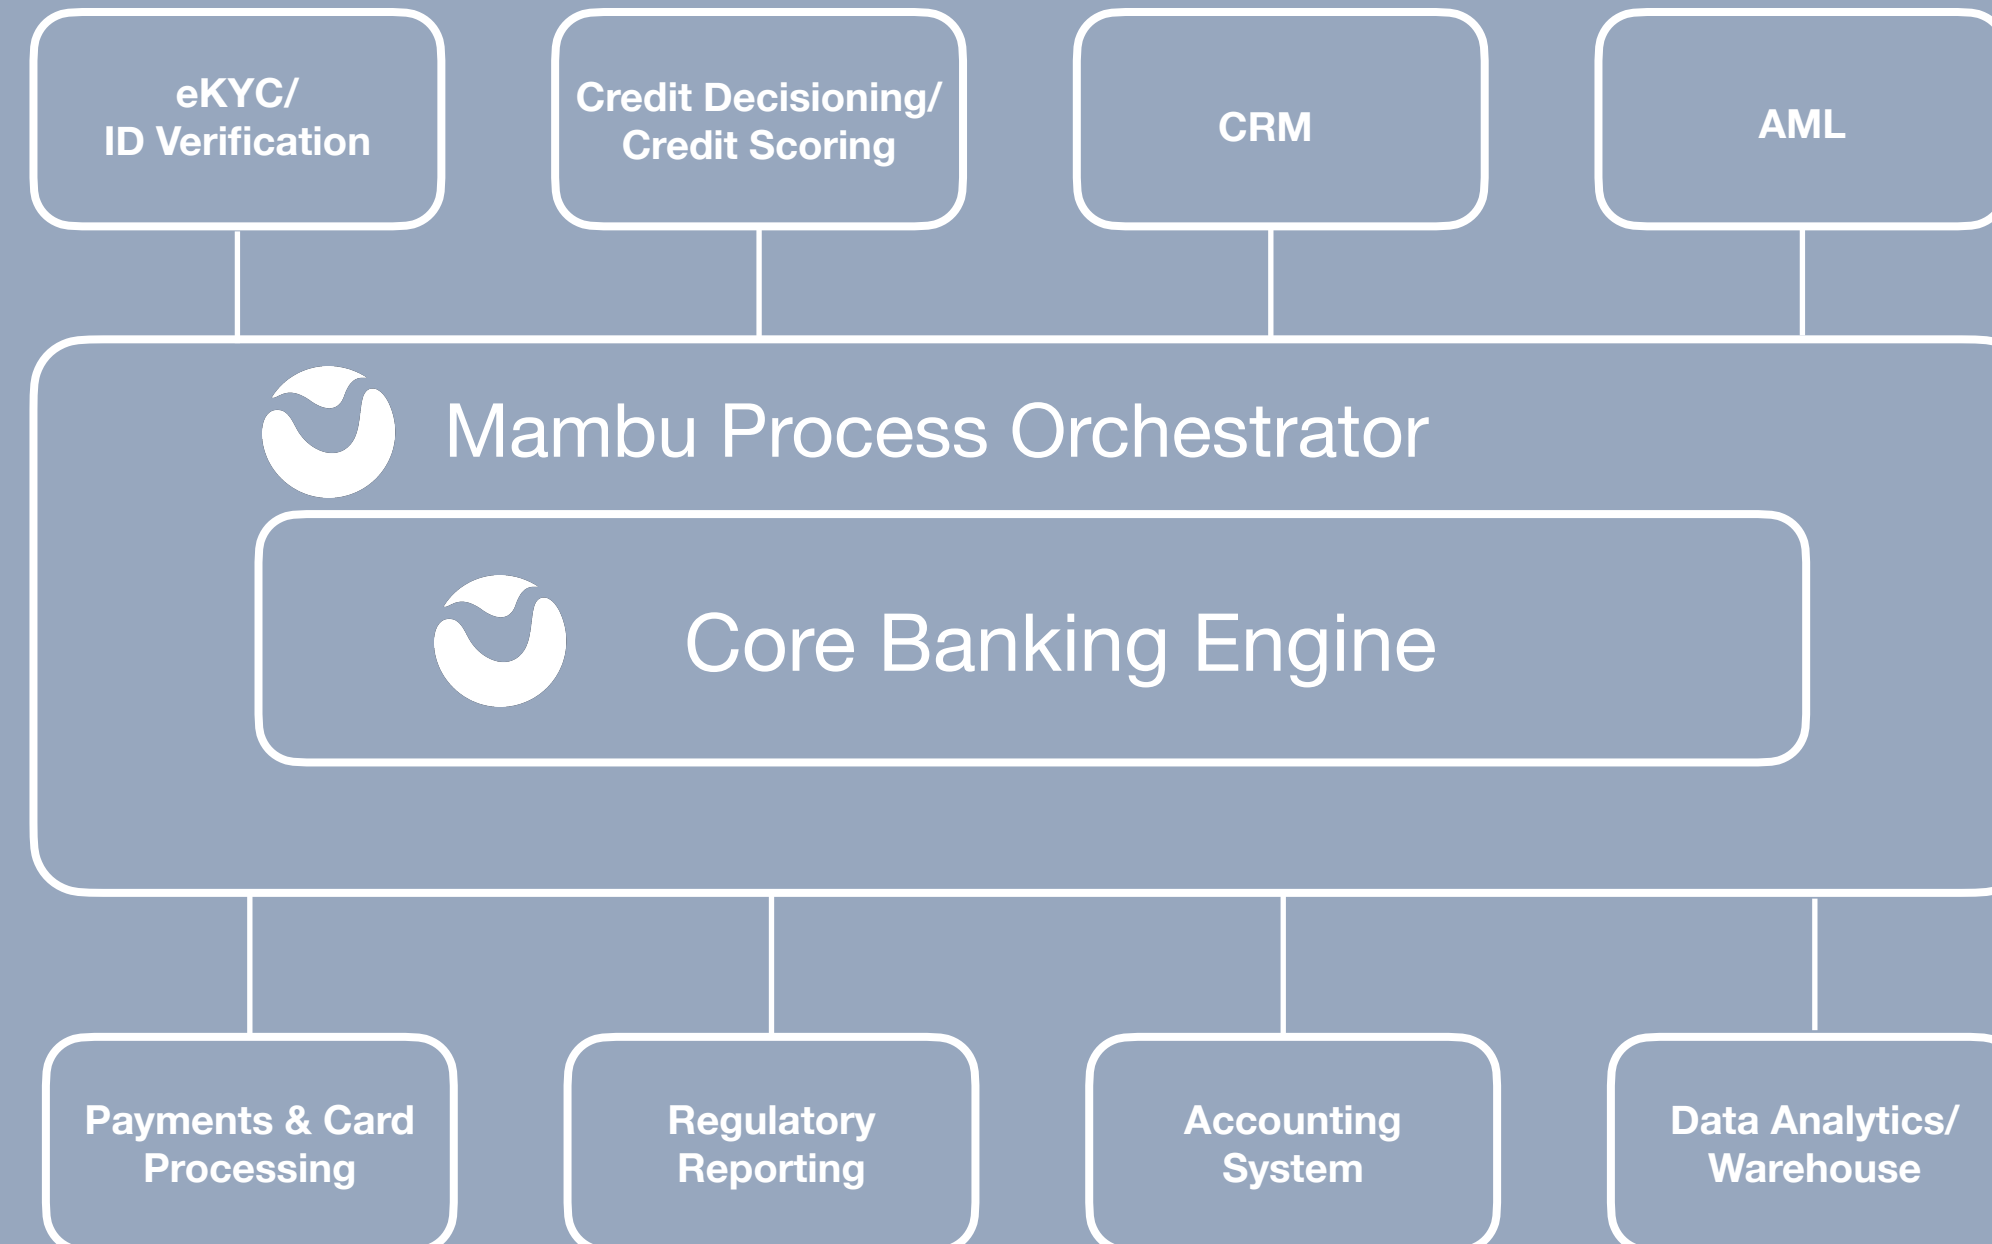 eKYC/
ID Verification
Credit Decisioning/
Credit Scoring
CRM
AML
Mambu Process Orchestrator
Core Banking Engine
Payments & Card
Processing
Regulatory
Reporting
Accounting
System
Data Analytics/
Warehouse